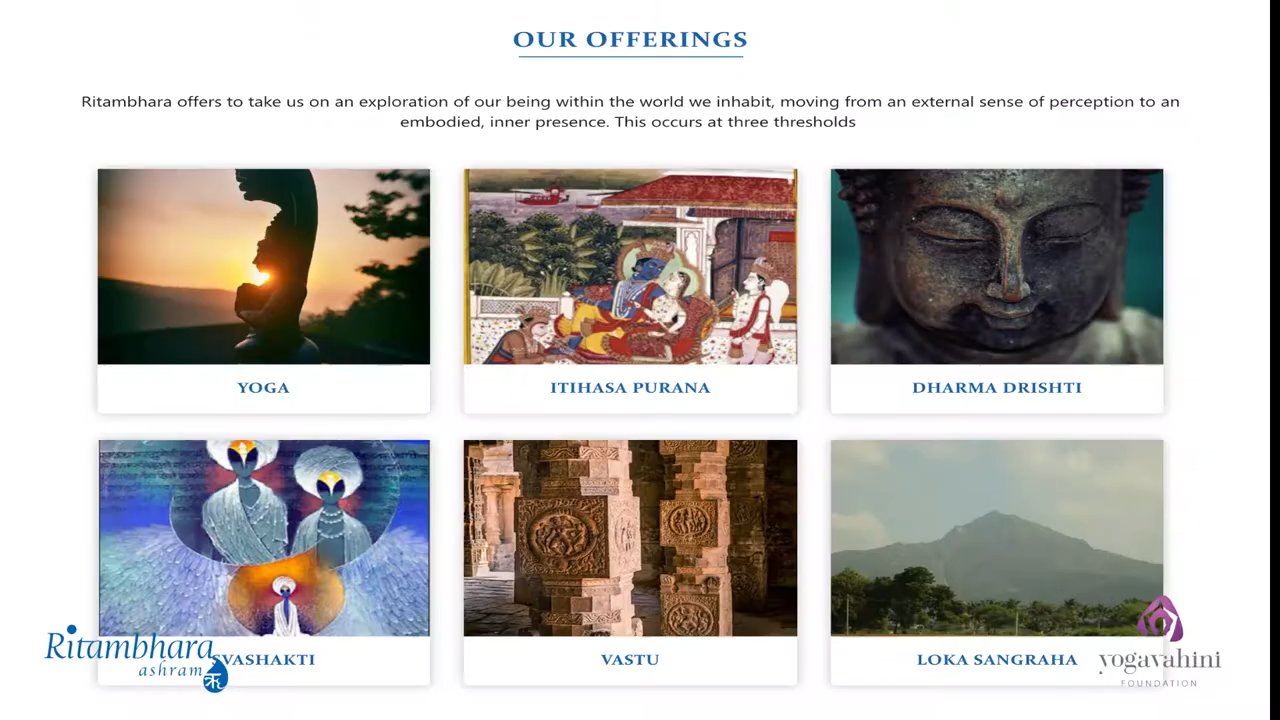 OUR OFFERINGS
Ritambhara offers to take us on an exploration of our being within the world we inhabit, moving from an external sense of perception to an
embodied, inner presence. This occurs at three thresholds
YOGA
ITIHASA PURANA
DHARMA DRISHTI
SVASHAKTI
VASTU
LOKA SANGRAHA
Ritambhara
ashram
ऋ
yogavahini
FOUNDATION